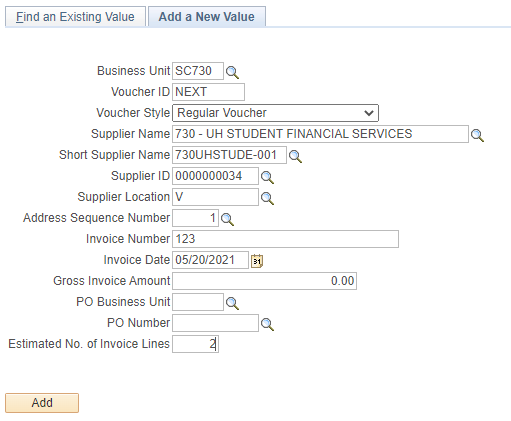 Find an Existing Value Add a New Value
Business Unit SC730
Voucher ID NEXT
Voucher Style Regular Voucher
Supplier Name 730 - UH STUDENT FINANCIAL SERVICES
Short Supplier Name 730UHSTUDE-001
Supplier ID 0000000034
Supplier Location V
Address Sequence Number 1
Invoice Number 123
Invoice Date 05/20/2021 31
Gross Invoice Amount 0.00
PO Business Unit
PO Number
Estimated No. of Invoice Lines 2
Add